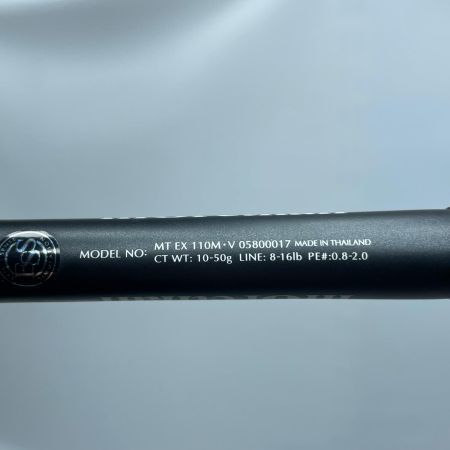 MODEL NO: MT EX 110M・V 05800017 MADE IN THAILAND
CT WT: 10-50g LINE: 8-16lb PE#:0.8-2.0
ESS